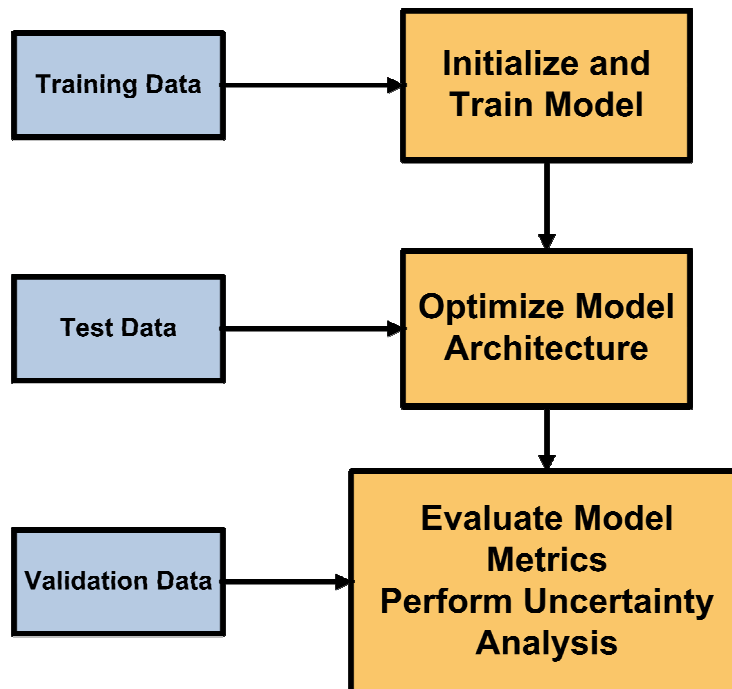 Training Data
Initialize and
Train Model
Test Data
Optimize Model
Architecture
Validation Data
Evaluate Model
Metrics
Perform Uncertainty
Analysis